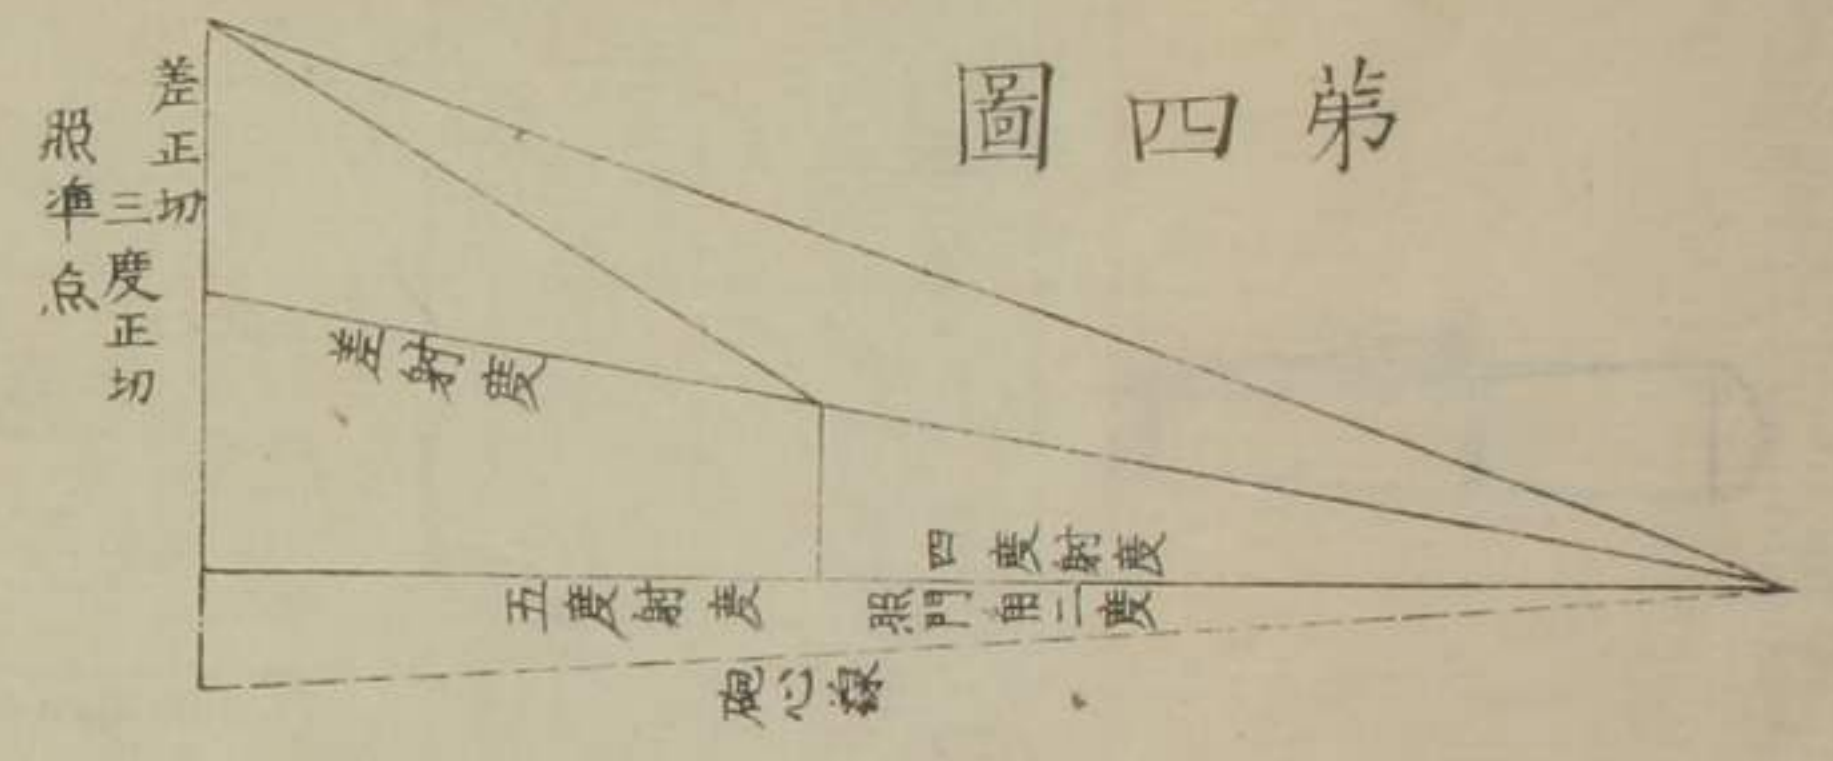 第四圖
差正切
三度正切
照準点
差射度
四度射度
五度射度
照門角二度
砲心線